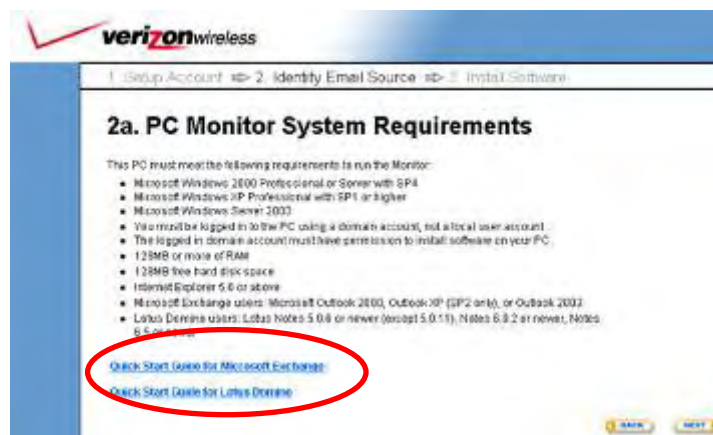 verizonwireless
1. Setup Account => 2. Identify Email Source => 3. Install Software
2a. PC Monitor System Requirements
This PC must meet the following requirements to run the Monitor:
• Microsoft Windows 2000 Professional or Server with SP4
• Microsoft Windows XP Professional with SP1 or higher
• Microsoft Windows Server 2003
• You must be logged in to the PC using a domain account, not a local user account
• The logged in domain account must have permission to install software on your PC
• 128MB or more of RAM
• 128MB free hard disk space
• Internet Explorer 5.0 or above
• Microsoft Exchange users: Microsoft Outlook 2000, Outlook XP (SP2 only), or Outlook 2003
• Lotus Domino users: Lotus Notes 5.0.6 or newer (except 5.0.11), Notes 6.0.2 or newer, Notes
6.5 or newer
Quick Start Guide for Microsoft Exchange
Quick Start Guide for Lotus Domino
BACK NEXT